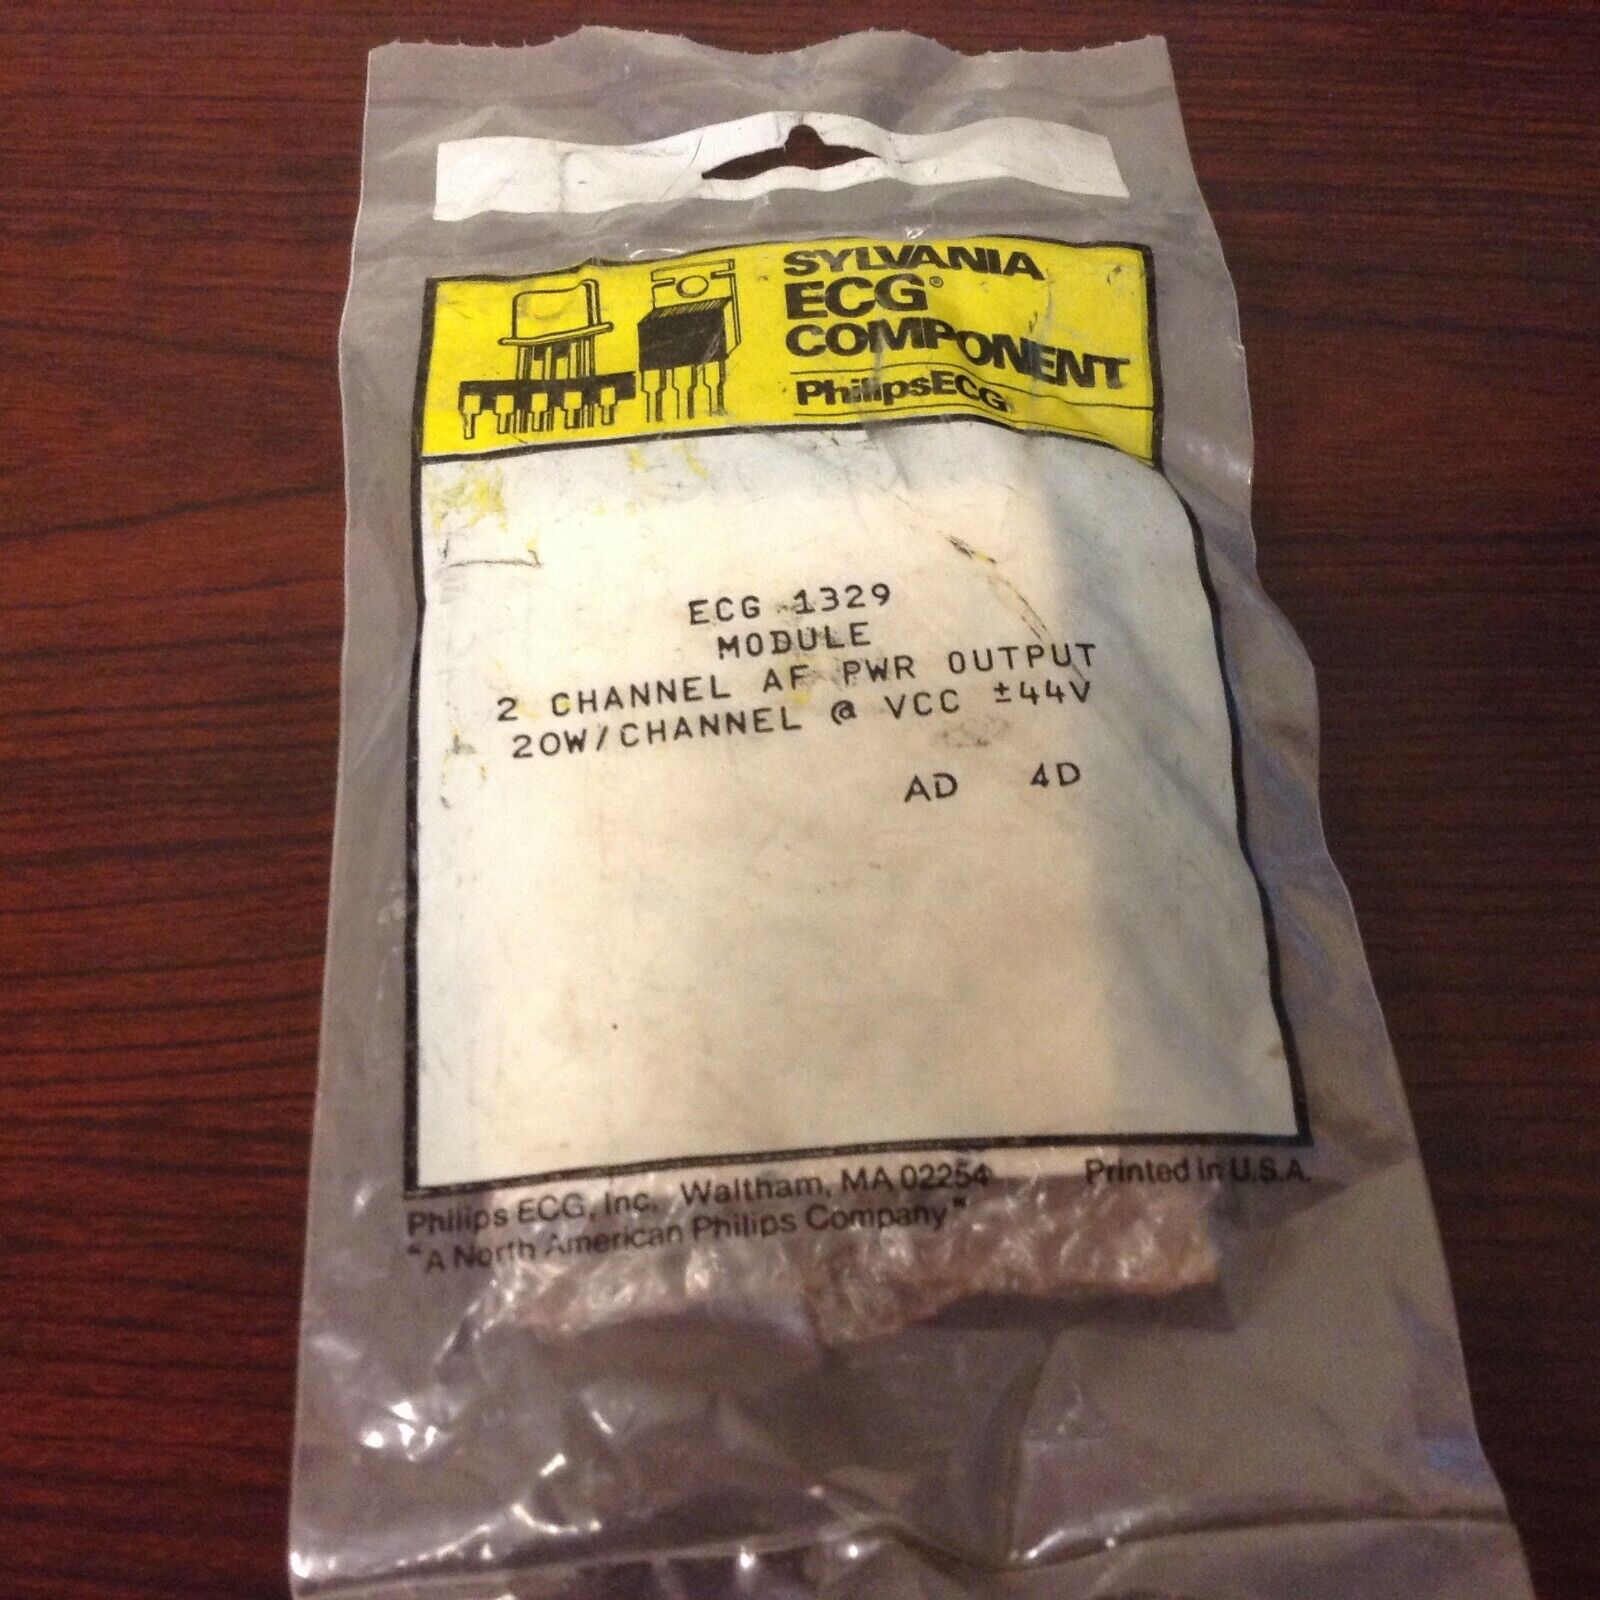 SYLVANIA
ECG®
COMPONENT
PhilipsECG
ECG 1329
MODULE
2 CHANNEL AF PWR OUTPUT
20W/CHANNEL @ VCC ±44V
AD 4D
Philips ECG, Inc. Waltham, MA 02254 Printed in U.S.A.
"A North American Philips Company"